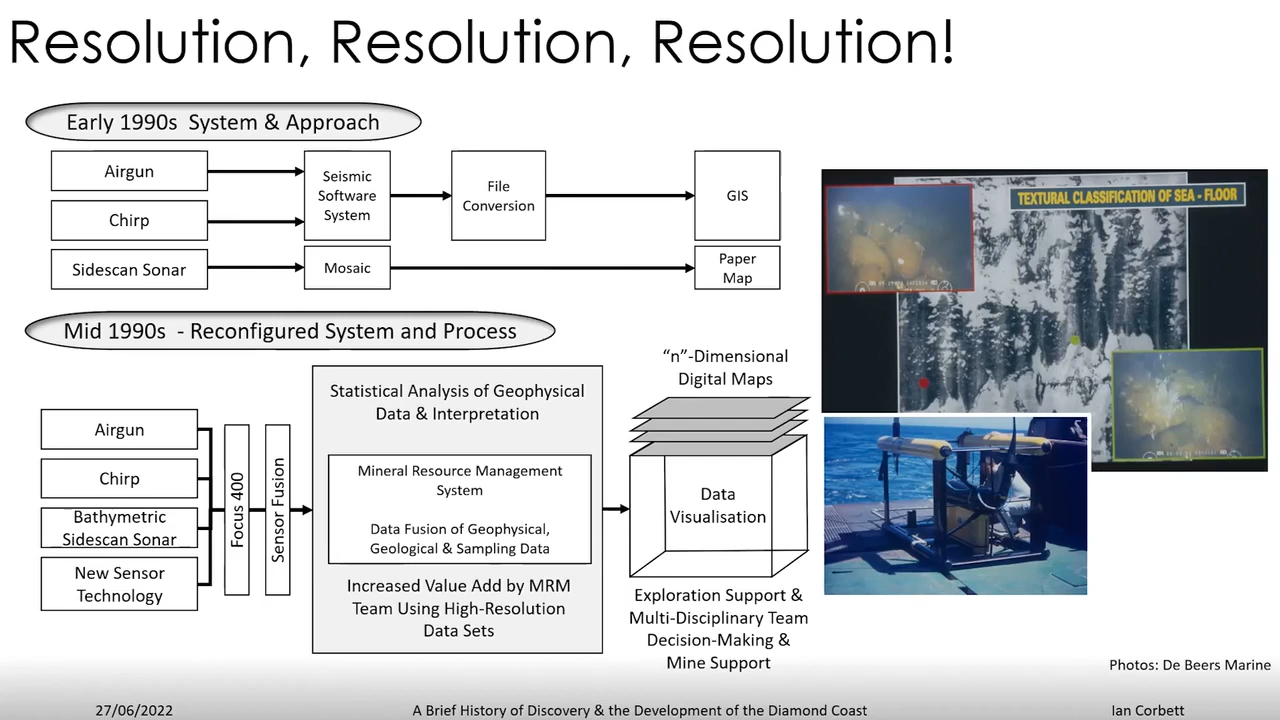 Resolution, Resolution, Resolution!
Early 1990s System & Approach
Airgun
Chirp
Sidescan Sonar
Seismic
Software
System
Mosaic
File
Conversion
GIS
Paper
Map
Mid 1990s - Reconfigured System and Process
Airgun
Chirp
Bathymetric
Sidescan Sonar
New Sensor
Technology
Focus 400
Sensor Fusion
Statistical Analysis of Geophysical
Data & Interpretation
Mineral Resource Management
System
Data Fusion of Geophysical,
Geological & Sampling Data
Increased Value Add by MRM
Team Using High-Resolution
Data Sets
“n”-Dimensional
Digital Maps
Data
Visualisation
Exploration Support &
Multi-Disciplinary Team
Decision-Making &
Mine Support
TEXTURAL CLASSIFICATION OF SEA - FLOOR
Photos: De Beers Marine
27/06/2022
A Brief History of Discovery & the Development of the Diamond Coast
Ian Corbett